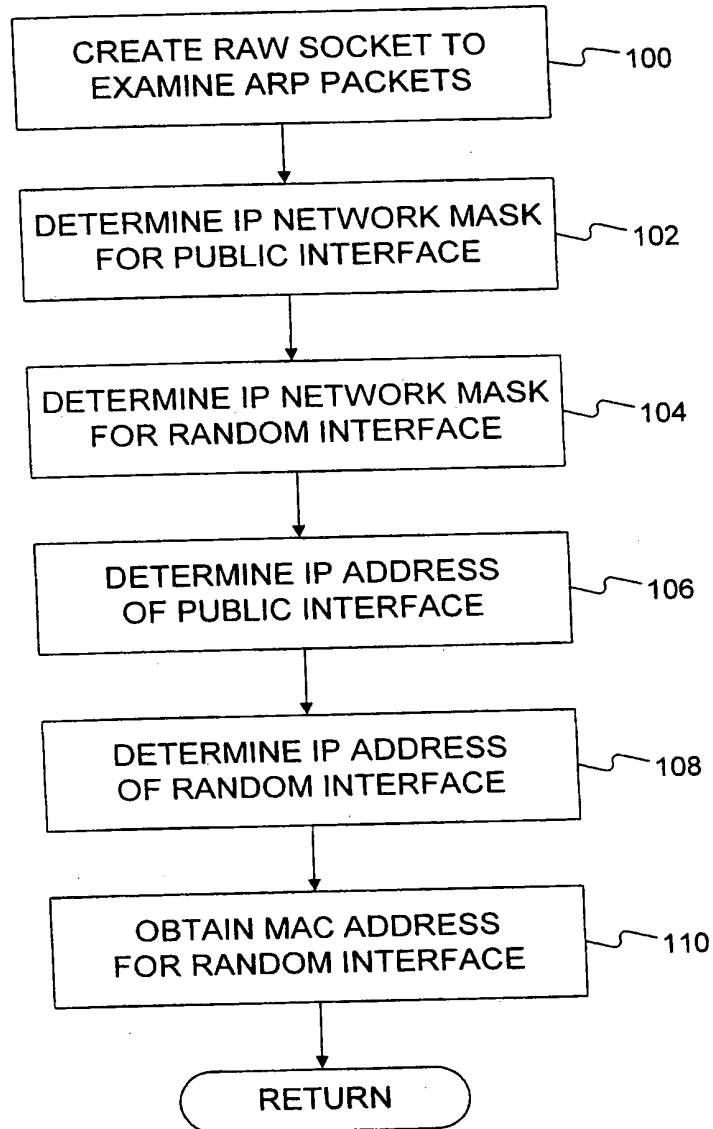 CREATE RAW SOCKET TO
EXAMINE ARP PACKETS
100
DETERMINE IP NETWORK MASK
FOR PUBLIC INTERFACE
102
DETERMINE IP NETWORK MASK
FOR RANDOM INTERFACE
104
DETERMINE IP ADDRESS
OF PUBLIC INTERFACE
106
DETERMINE IP ADDRESS
OF RANDOM INTERFACE
108
OBTAIN MAC ADDRESS
FOR RANDOM INTERFACE
110
RETURN